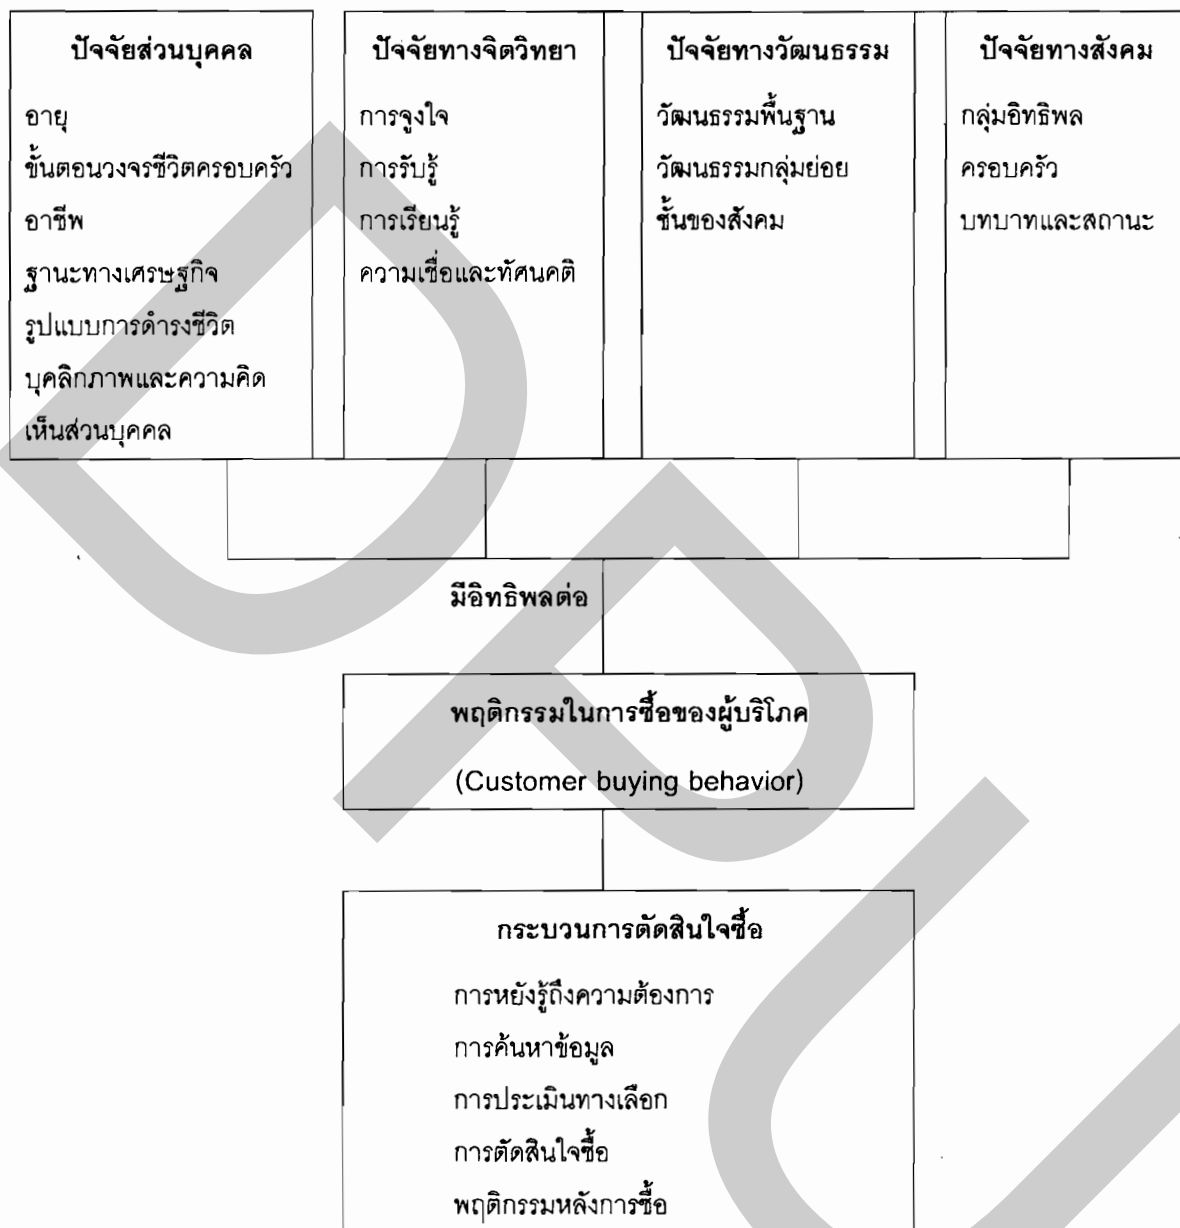 ปัจจัยส่วนบุคคล
อายุ
ขั้นตอนวงจรชีวิตครอบครัว
อาชีพ
ฐานะทางเศรษฐกิจ
รูปแบบการดำรงชีวิต
บุคลิกภาพและความคิด
เห็นส่วนบุคคล
ปัจจัยทางจิตวิทยา
การจูงใจ
การรับรู้
การเรียนรู้
ความเชื่อและทัศนคติ
ปัจจัยทางวัฒนธรรม
วัฒนธรรมพื้นฐาน
วัฒนธรรมกลุ่มย่อย
ชั้นของสังคม
ปัจจัยทางสังคม
กลุ่มอิทธิพล
ครอบครัว
บทบาทและสถานะ
มีอิทธิพลต่อ
พฤติกรรมในการซื้อของผู้บริโภค
(Customer buying behavior)
กระบวนการตัดสินใจซื้อ
การหยังรู้ถึงความต้องการ
การค้นหาข้อมูล
การประเมินทางเลือก
การตัดสินใจซื้อ
พฤติกรรมหลังการซื้อ
DPU